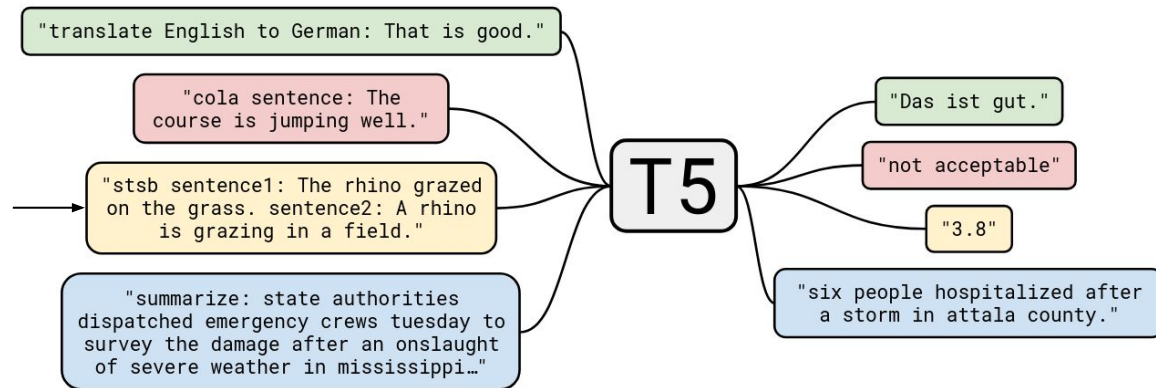 "translate English to German: That is good."
"cola sentence: The
course is jumping well."
"stsb sentence1: The rhino grazed
on the grass. sentence2: A rhino
is grazing in a field."
"summarize: state authorities
dispatched emergency crews tuesday to
survey the damage after an onslaught
of severe weather in mississippi…"
T5
"Das ist gut."
"not acceptable"
"3.8"
"six people hospitalized after
a storm in attala county."